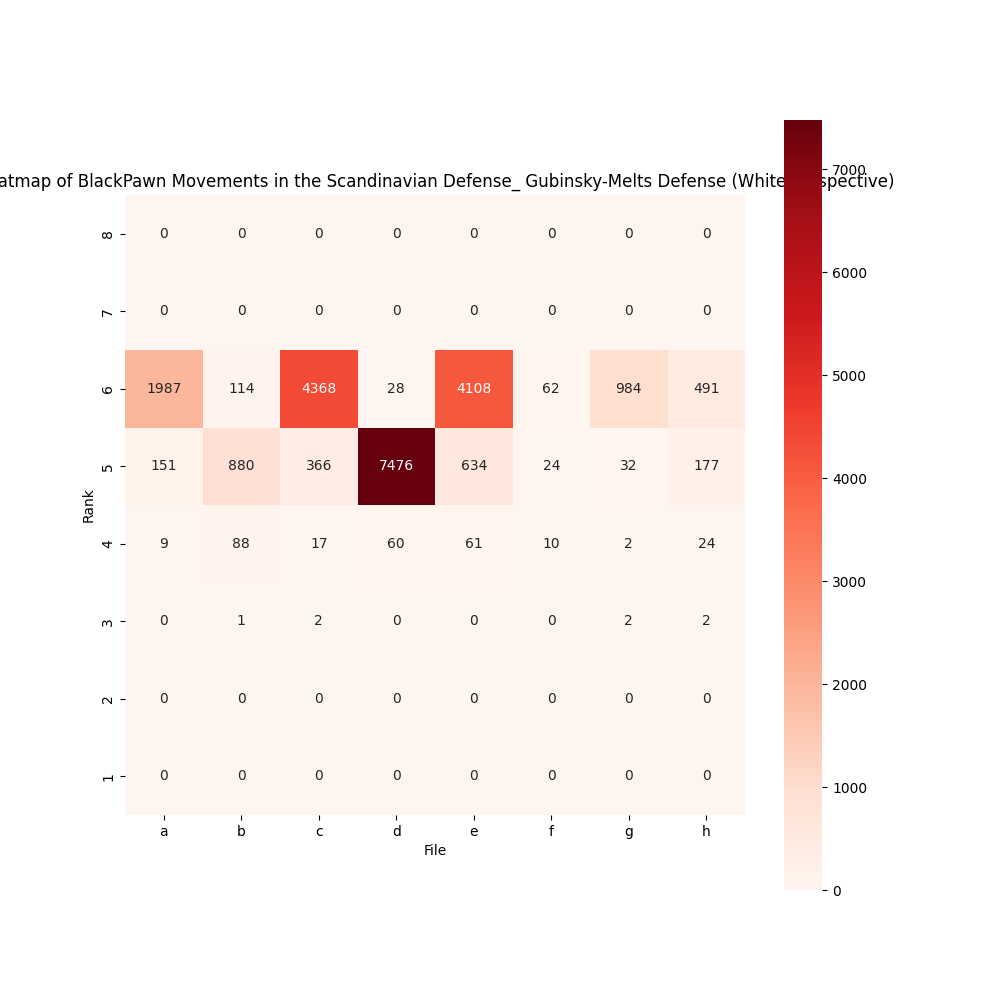 atmap of BlackPawn Movements in the Scandinavian Defense_ Gubinsky-Melts Defense (White Perspective)
8 0 0 0 0 0 0 0 0
7 0 0 0 0 0 0 0 0
6 1987 114 4368 28 4108 62 984 491
5 151 880 366 7476 634 24 32 177
4 9 88 17 60 61 10 2 24
3 0 1 2 0 0 0 2 2
2 0 0 0 0 0 0 0 0
1 0 0 0 0 0 0 0 0
Rank
a b c d e f g h
File
7000
6000
5000
4000
3000
2000
1000
0